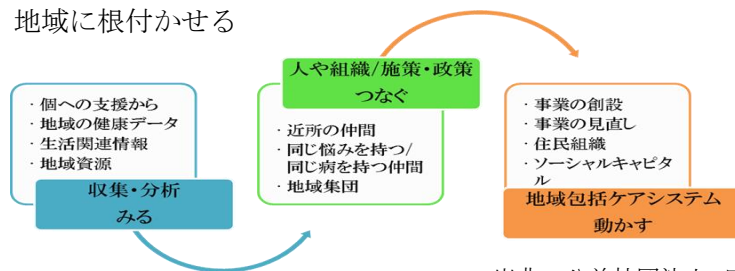 地域に根付かせる
・個への支援から
・地域の健康データ
・生活関連情報
・地域資源
収集・分析
みる
人や組織/施策・政策
つなぐ
・近所の仲間
・同じ悩みを持つ/
同じ病を持つ仲間
・地域集団
・事業の創設
・事業の見直し
・住民組織
・ソーシャルキャピタ
ル
地域包括ケアシステム
動かす